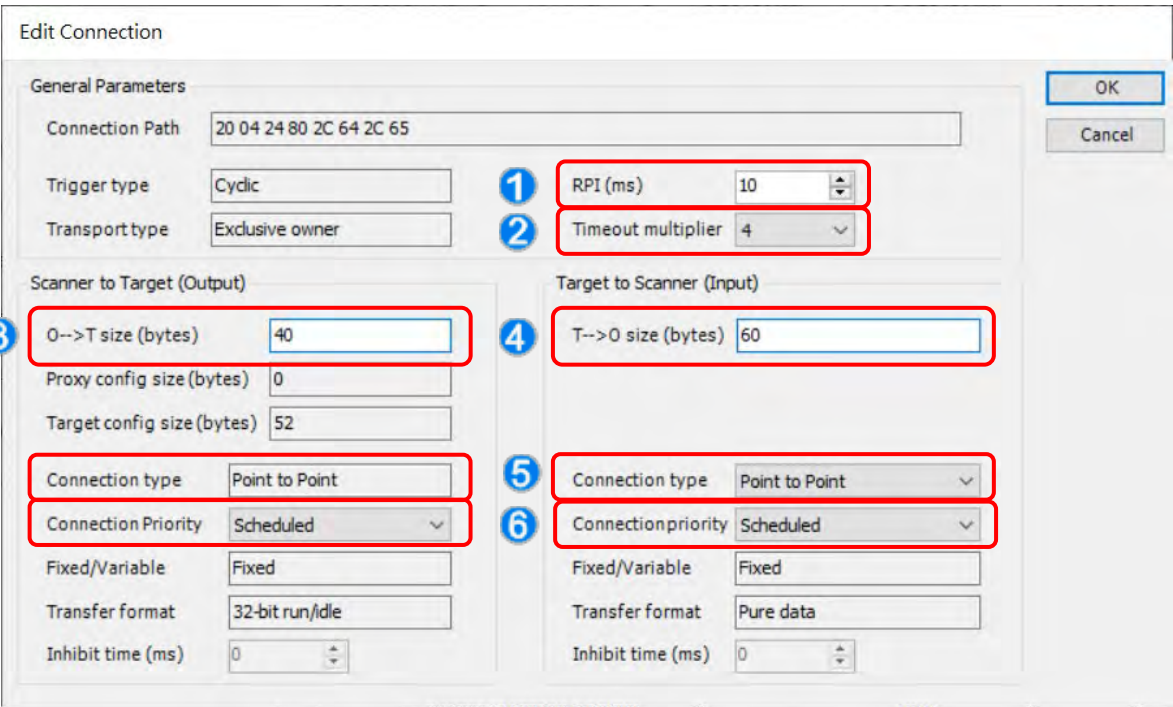 Edit Connection
General Parameters
OK
Connection Path 20 04 24 80 2C 64 2C 65
Cancel
Trigger type Cyclic 1 RPI (ms) 10
Transport type Exclusive owner 2 Timeout multiplier 4
Scanner to Target (Output) Target to Scanner (Input)
3 O-->T size (bytes) 40 4 T-->O size (bytes) 60
Proxy config size (bytes) 0
Target config size (bytes) 52
Connection type Point to Point 5 Connection type Point to Point
Connection Priority Scheduled 6 Connection priority Scheduled
Fixed/Variable Fixed Fixed/Variable Fixed
Transfer format 32-bit run/idle Transfer format Pure data
Inhibit time (ms) 0 Inhibit time (ms) 0